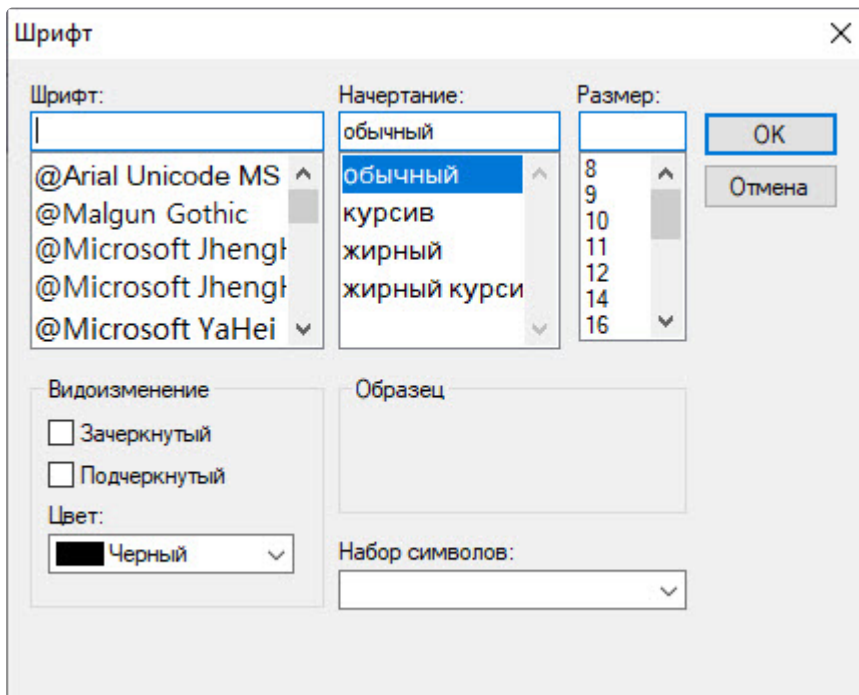 Шрифт
Шрифт:
Начертание:
Размер:
обычный
OK
Отмена
@Arial Unicode MS
@Malgun Gothic
@Microsoft JhengH
@Microsoft JhengH
@Microsoft YaHei
обычный
курсив
жирный
жирный курси
8
9
10
11
12
14
16
Видоизменение
Зачеркнутый
Подчеркнутый
Цвет:
Черный
Образец
Набор символов: